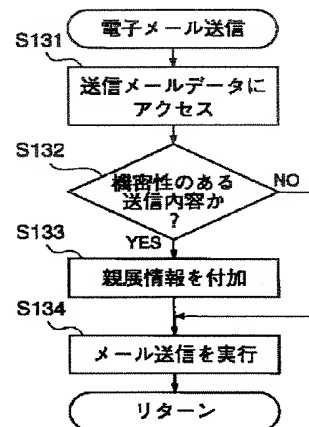 電子メール送信
S131
送信メールデータに
アクセス
S132
機密性のある
送信内容か
?
NO
YES
S133
親展情報を付加
S134
メール送信を実行
リターン